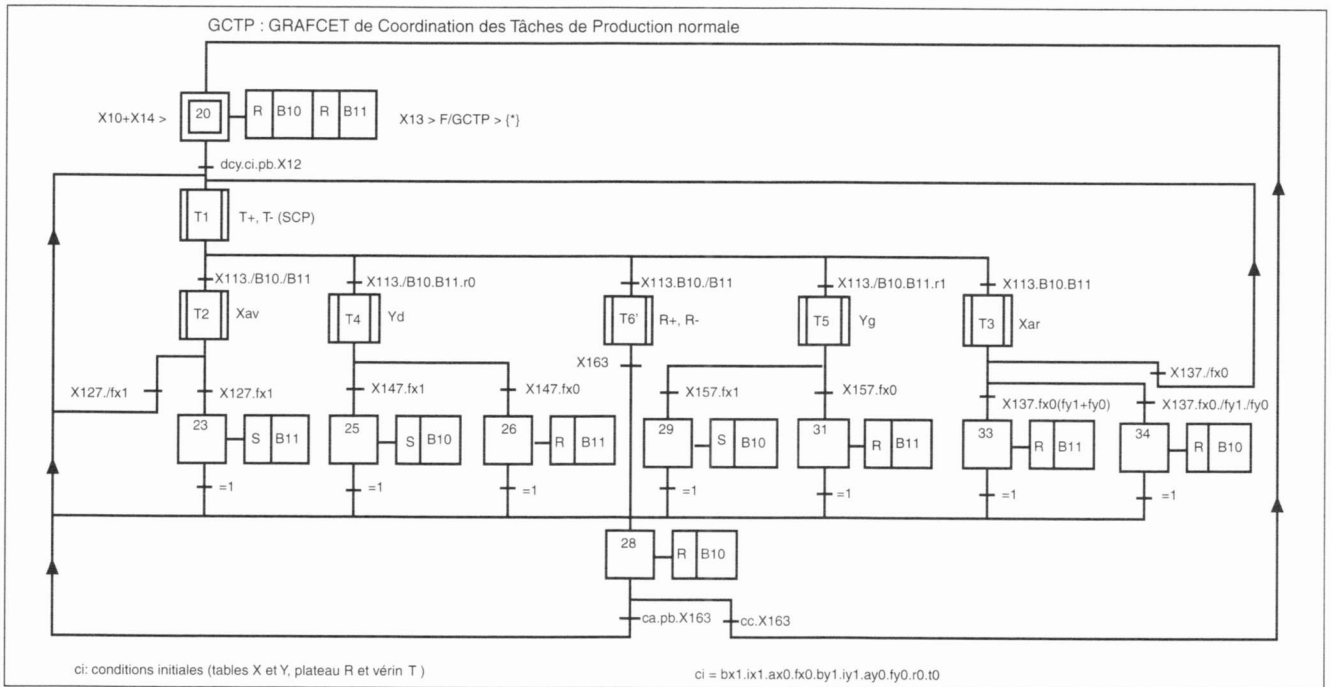 GCTP : GRAFCET de Coordination des Tâches de Production normale
X10+X14 >
20
R B10 R B11
X13 > F/GCTP > {*}
dcy.ci.pb.X12
T1
T+, T- (SCP)
X113./B10./B11
X113./B10.B11.r0
X113.B10./B11
X113./B10.B11.r1
X113.B10.B11
T2
Xav
T4
Yd
T6'
R+, R-
T5
Yg
T3
Xar
X127./fx1
X127.fx1
X147.fx1
X147.fx0
X163
X157.fx1
X157.fx0
X137./fx0
X137.fx0(fy1+fy0)
X137.fx0./fy1./fy0
23
S B11
25
S B10
26
R B11
29
S B10
31
R B11
33
R B11
34
R B10
=1
=1
=1
=1
=1
=1
=1
28
R B10
ca.pb.X163
cc.X163
ci: conditions initiales (tables X et Y, plateau R et vérin T )
ci = bx1.ix1.ax0.fx0.by1.iy1.ay0.fy0.r0.t0